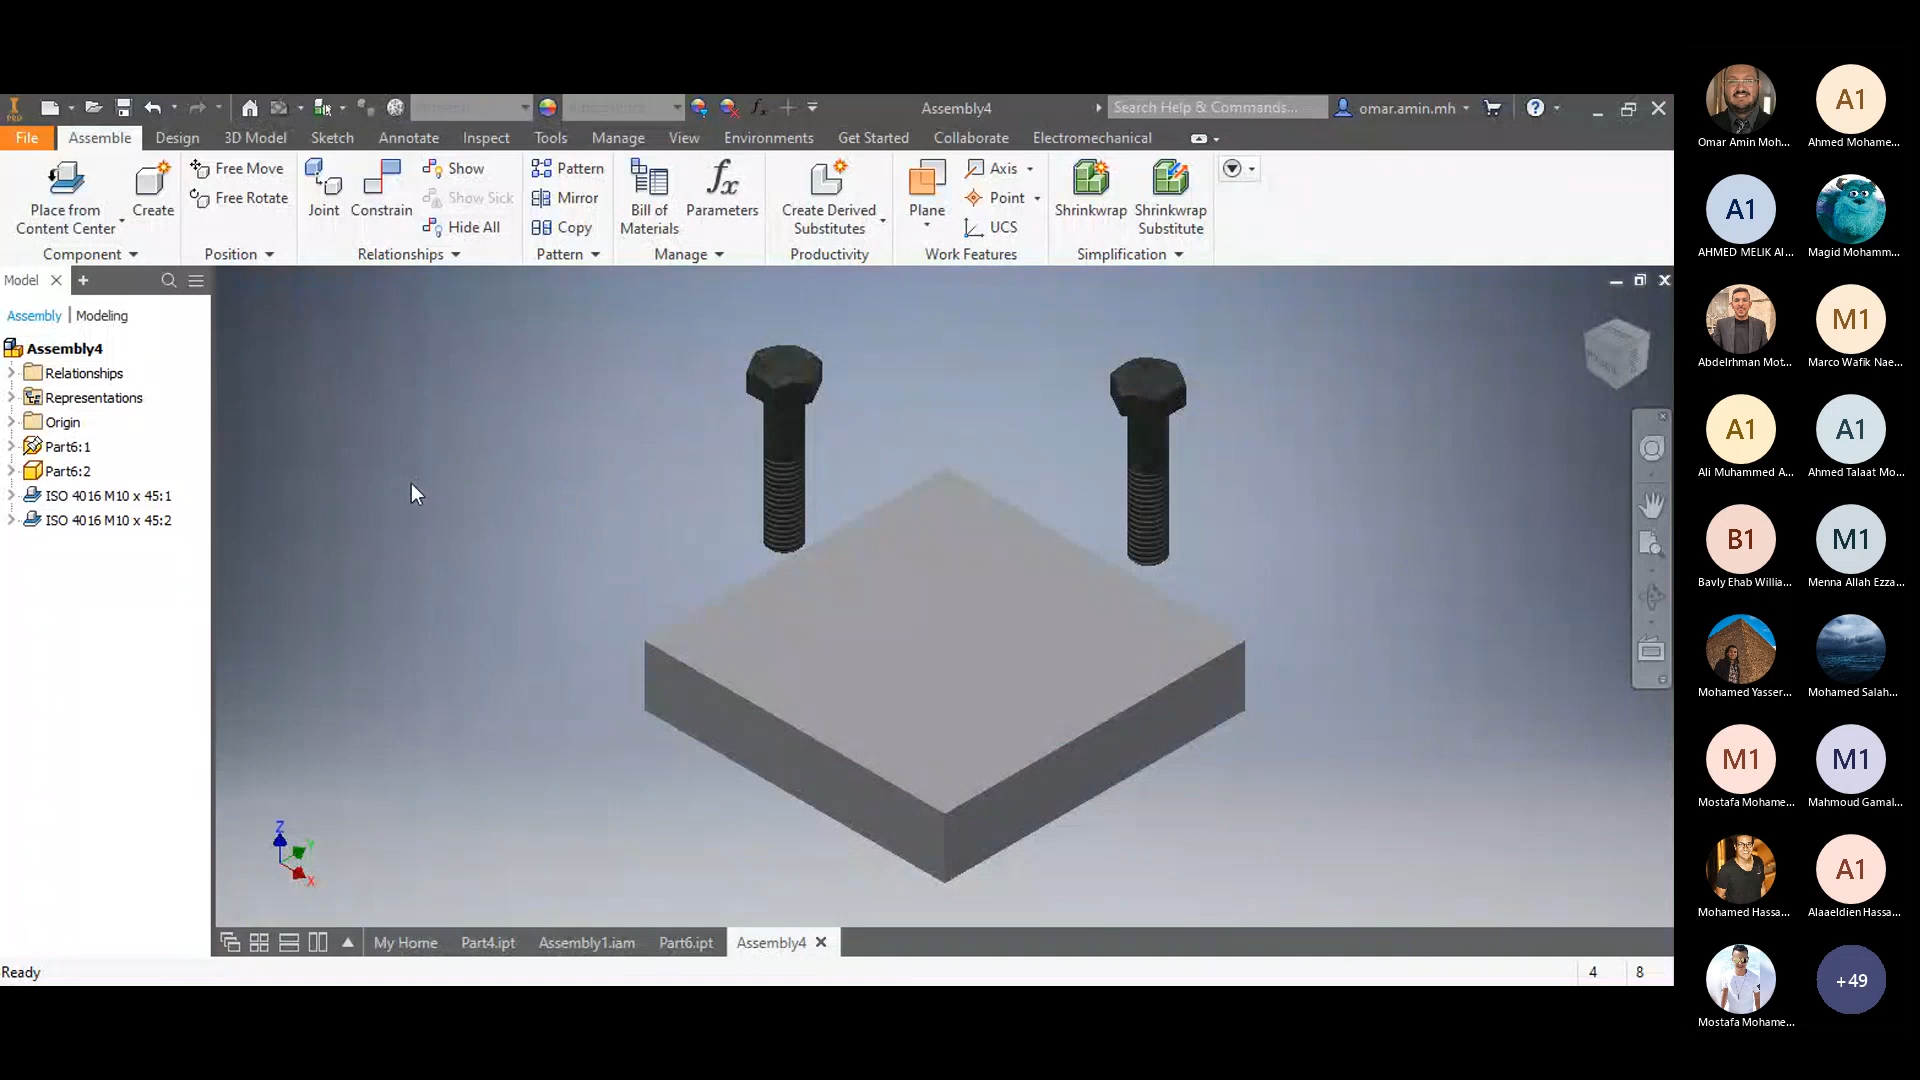 Assembly4
Search Help & Commands...
omar.amin.mh
PRO
File
Assemble
Design
3D Model
Sketch
Annotate
Inspect
Tools
Manage
View
Environments
Get Started
Collaborate
Electromechanical
Place from
Content Center
Create
Component
Free Move
Free Rotate
Position
Joint
Constrain
Show
Show Sick
Hide All
Relationships
Pattern
Mirror
Copy
Pattern
Bill of
Materials
Parameters
Manage
Create Derived
Substitutes
Productivity
Plane
Axis
Point
UCS
Work Features
Shrinkwrap
Shrinkwrap
Substitute
Simplification
Model
Assembly | Modeling
Assembly4
Relationships
Representations
Origin
Part6:1
Part6:2
ISO 4016 M10 x 45:1
ISO 4016 M10 x 45:2
Z
Y
X
My Home
Part4.ipt
Assembly1.iam
Part6.ipt
Assembly4
Ready
4
8
Omar Amin Moh...
A1
Ahmed Mohame...
A1
AHMED MELIK Al...
Magid Mohamm...
Abdelrhman Mot...
M1
Marco Wafik Nae...
A1
Ali Muhammed A...
A1
Ahmed Talaat Mo...
B1
Bavly Ehab Willia...
M1
Menna Allah Ezza...
Mohamed Yasser...
Mohamed Salah...
M1
Mostafa Mohame...
M1
Mahmoud Gamal...
Mohamed Hassa...
A1
Alaaeldien Hassa...
Mostafa Mohame...
+49